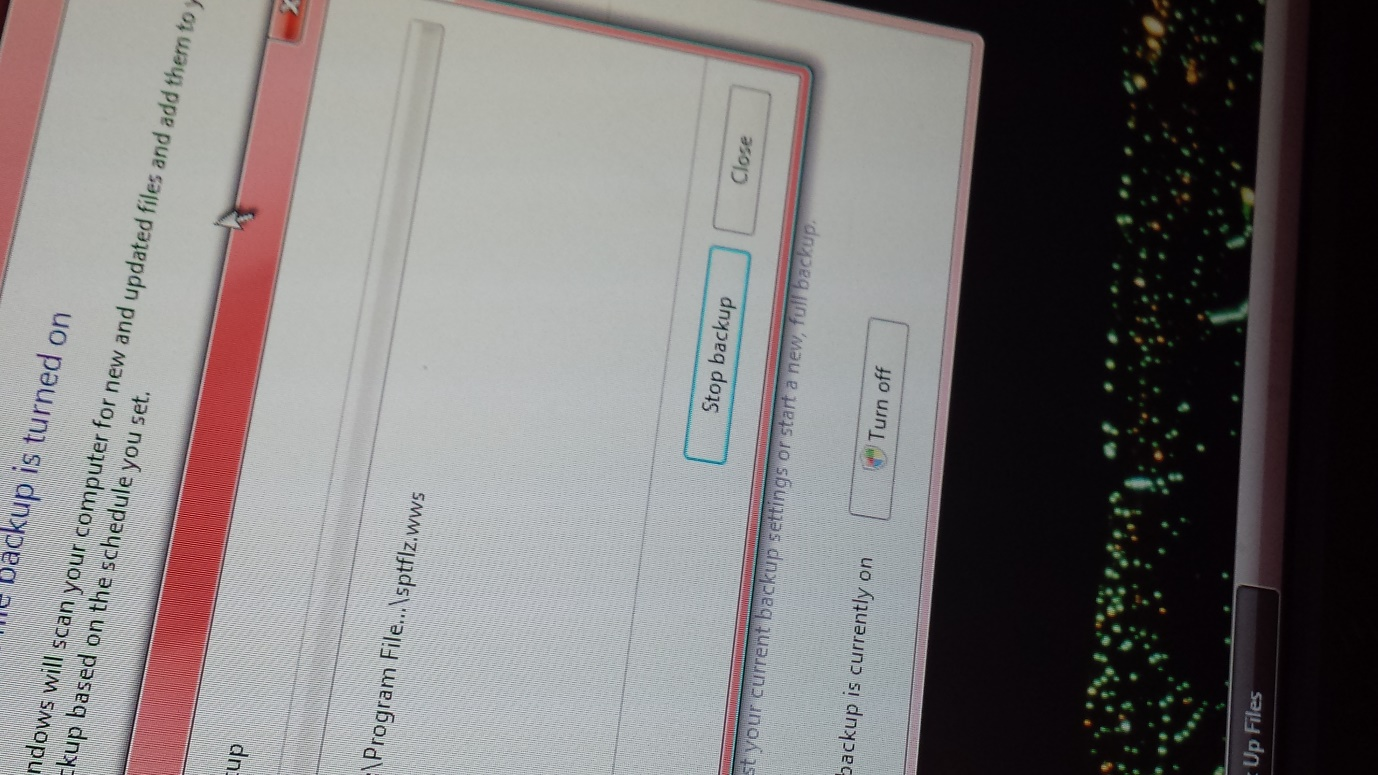 backup is turned on
ndows will scan your computer for new and updated files and add them to y
ckup based on the schedule you set.
X
up
:\Program File...\sptflz.wws
Stop backup
Close
st your current backup settings or start a new, full backup.
backup is currently on
Turn off
Up Files